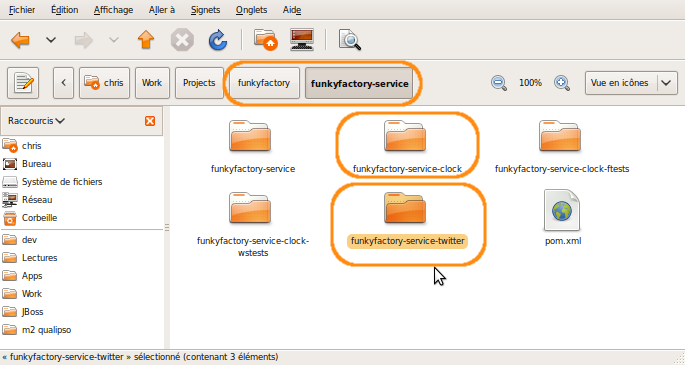 Fichier Édition Affichage Aller à Signets Onglets Aide
chris Work Projects funkyfactory funkyfactory-service 100% Vue en icônes
Raccourcis
chris
Bureau
Système de fichiers
Réseau
Corbeille
dev
Lectures
Apps
Work
JBoss
m2 qualipso
funkyfactory-service funkyfactory-service-clock funkyfactory-service-clock-ftests
funkyfactory-service-clock-
wstests
funkyfactory-service-twitter pom.xml
« funkyfactory-service-twitter » sélectionné (contenant 3 éléments)